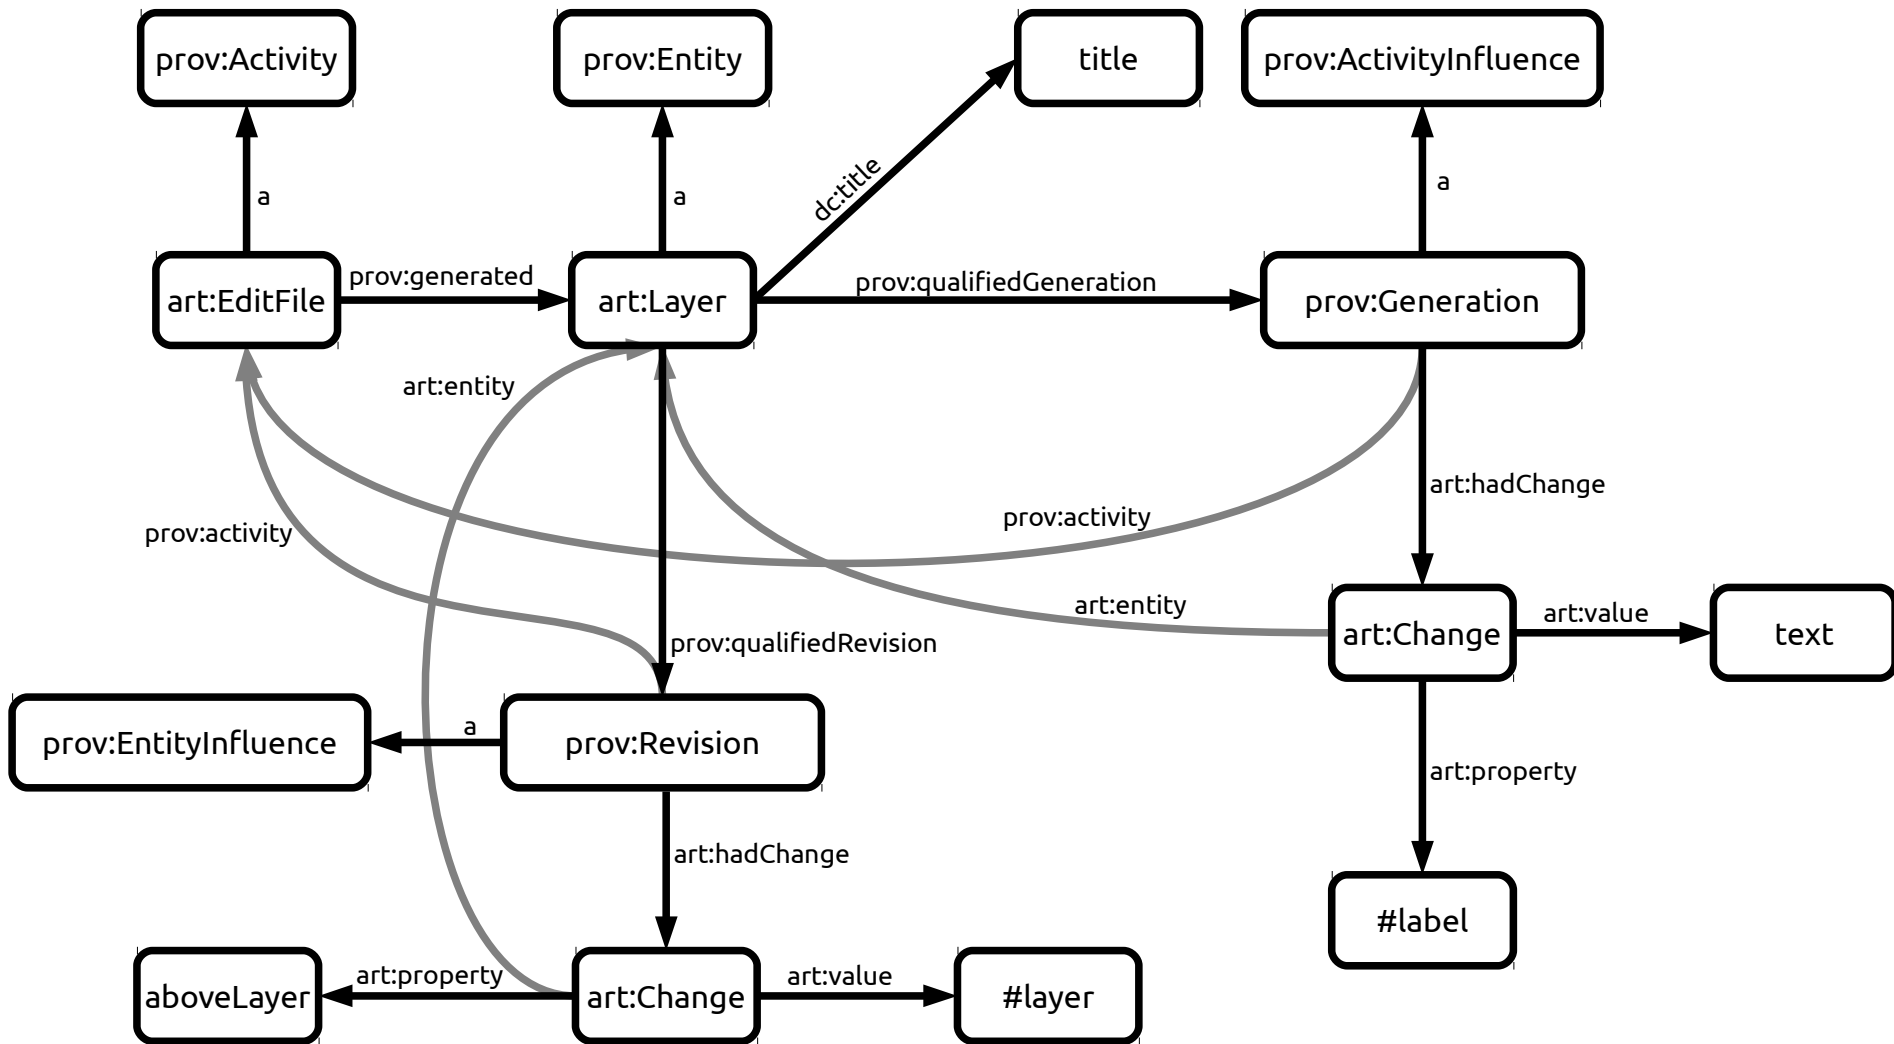 prov:Activity
prov:Entity
title
prov:ActivityInfluence
dc:title
a
a
a
art:EditFile
prov:generated
art:Layer
prov:qualifiedGeneration
prov:Generation
art:entity
art:hadChange
prov:activity
prov:activity
art:entity
art:Change
art:value
text
prov:qualifiedRevision
prov:EntityInfluence
a
prov:Revision
art:property
art:hadChange
#label
aboveLayer
art:property
art:Change
art:value
#layer